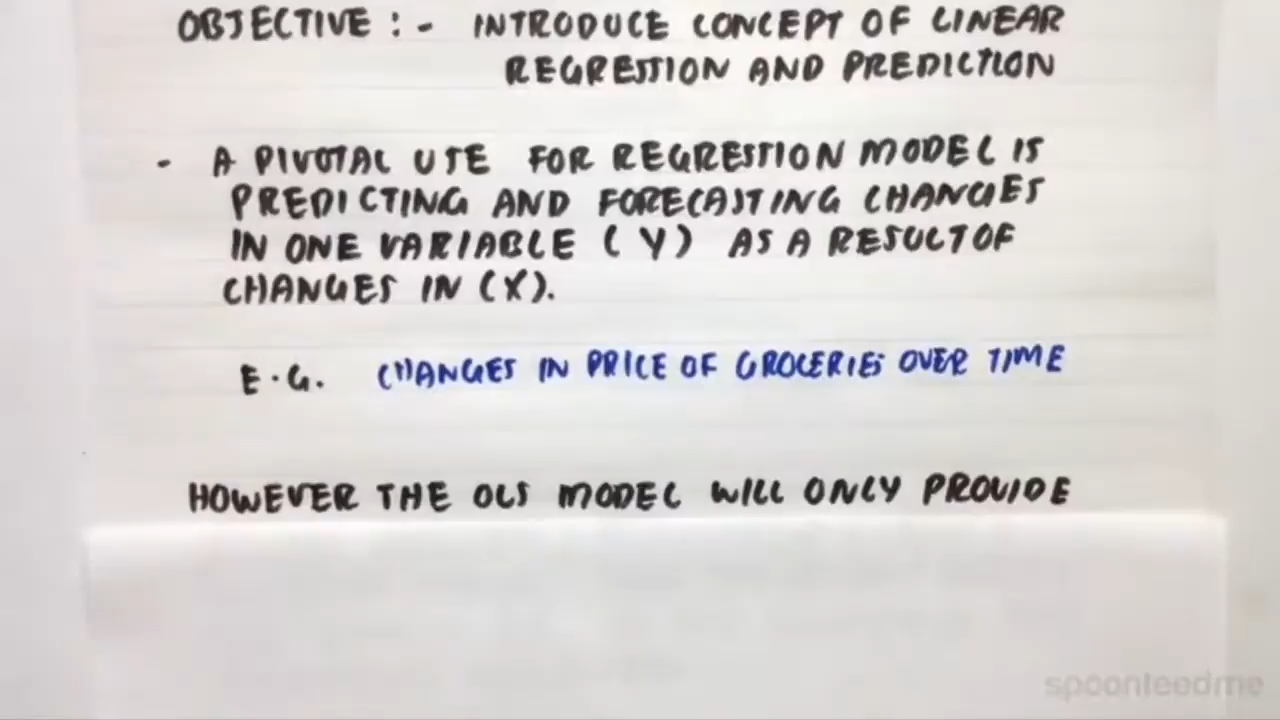 OBJECTIVE :- INTRODUCE CONCEPT OF LINEAR
REGRESSION AND PREDICTION
- A PIVOTAL USE FOR REGRESSION MODEL IS
PREDICTING AND FORECASTING CHANGES
IN ONE VARIABLE (Y) AS A RESULT OF
CHANGES IN (X).
E.G. CHANGES IN PRICE OF GROCERIES OVER TIME
HOWEVER THE OLS MODEL WILL ONLY PROVIDE
spoonfeedme